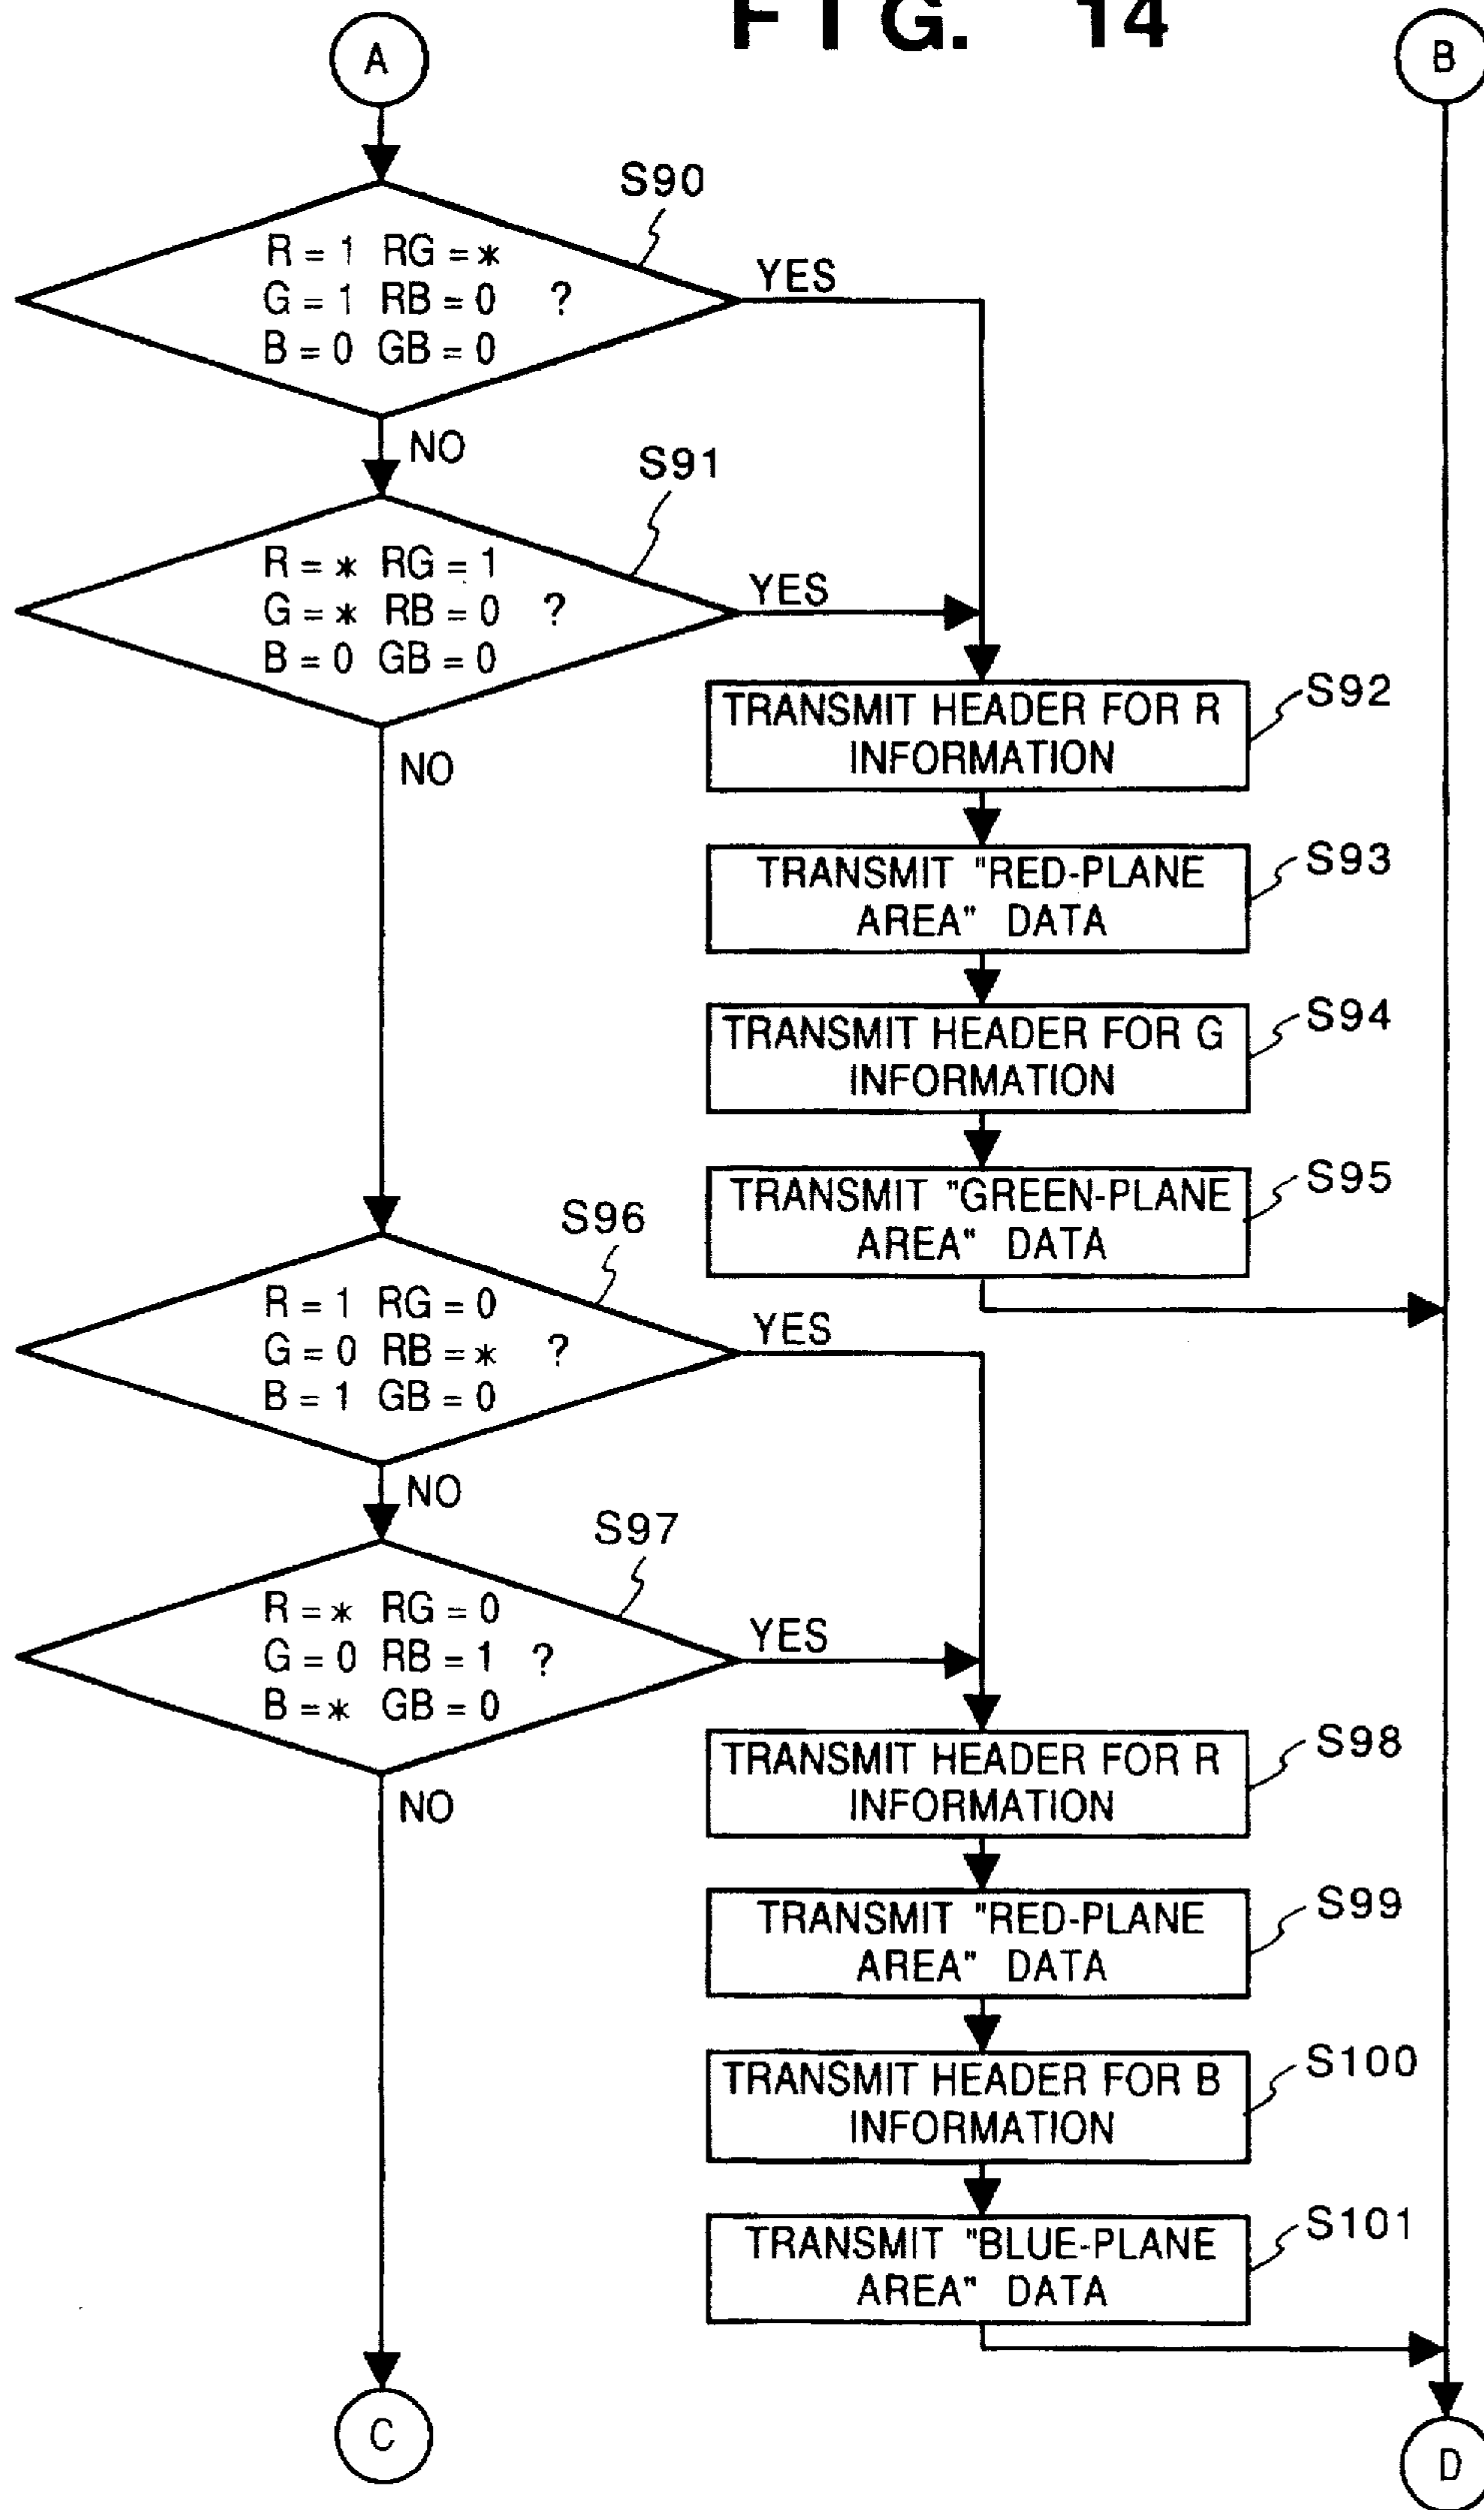 FIG. 14
A
B
S90
R = 1 RG = *
G = 1 RB = 0 ?
B = 0 GB = 0
YES
NO
S91
R = * RG = 1
G = * RB = 0 ?
B = 0 GB = 0
YES
NO
TRANSMIT HEADER FOR R
INFORMATION
S92
TRANSMIT "RED-PLANE
AREA" DATA
S93
TRANSMIT HEADER FOR G
INFORMATION
S94
TRANSMIT "GREEN-PLANE
AREA" DATA
S95
S96
R = 1 RG = 0
G = 0 RB = * ?
B = 1 GB = 0
YES
NO
S97
R = * RG = 0
G = 0 RB = 1 ?
B = * GB = 0
YES
NO
TRANSMIT HEADER FOR R
INFORMATION
S98
TRANSMIT "RED-PLANE
AREA" DATA
S99
TRANSMIT HEADER FOR B
INFORMATION
S100
TRANSMIT "BLUE-PLANE
AREA" DATA
S101
C
D